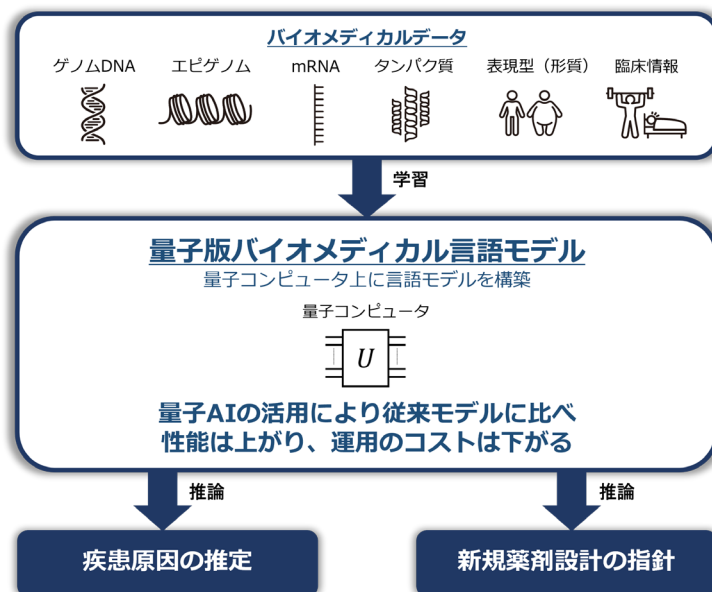 バイオメディカルデータ
ゲノムDNA エピゲノム mRNA タンパク質 表現型（形質） 臨床情報
学習
量子版バイオメディカル言語モデル
量子コンピュータ上に言語モデルを構築
量子コンピュータ
U
量子AIの活用により従来モデルに比べ
性能は上がり、運用のコストは下がる
推論 推論
疾患原因の推定 新規薬剤設計の指針